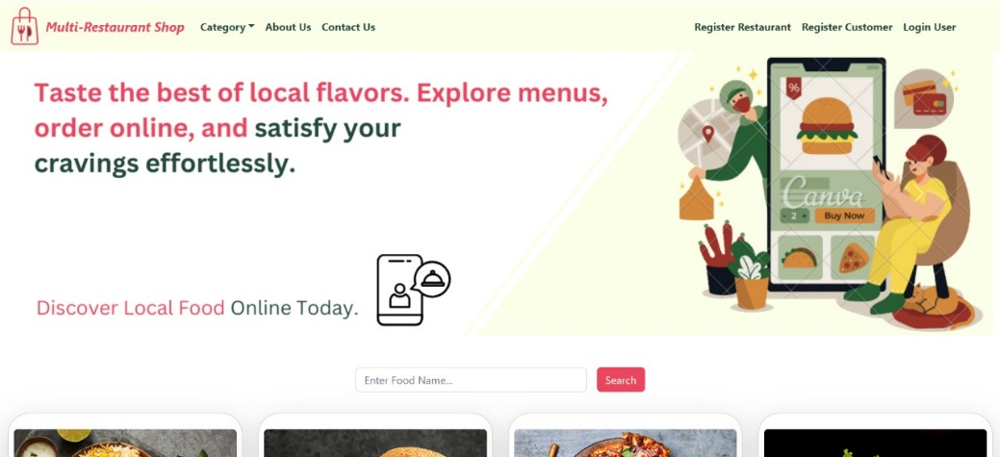 Multi-Restaurant Shop Category About Us Contact Us Register Restaurant Register Customer Login User
Taste the best of local flavors. Explore menus,
order online, and satisfy your
cravings effortlessly.
%
Canva
- 2 +
Buy Now
Discover Local Food Online Today.
Enter Food Name...
Search